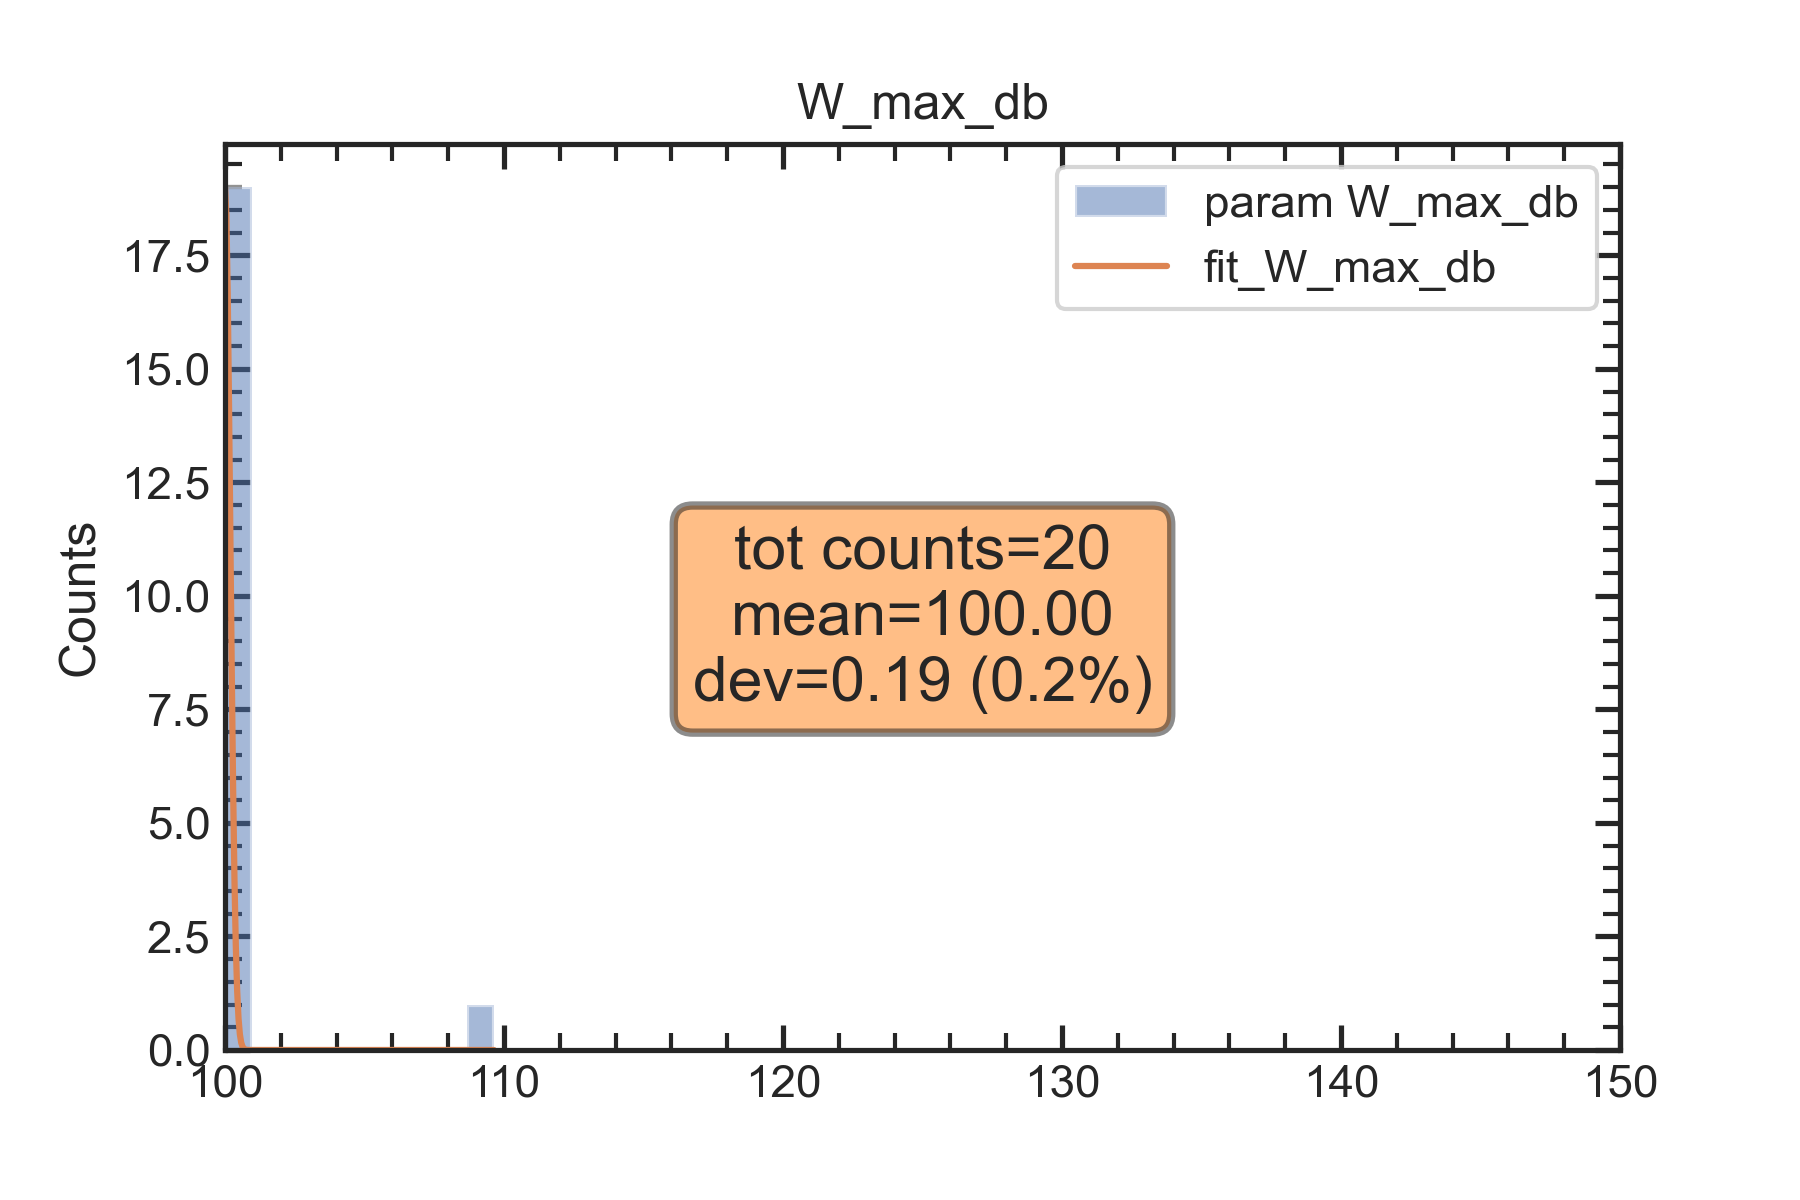 W_max_db
param W_max_db
fit_W_max_db
17.5
15.0
12.5
10.0
7.5
5.0
2.5
0.0
Counts
tot counts=20
mean=100.00
dev=0.19 (0.2%)
100 110 120 130 140 150